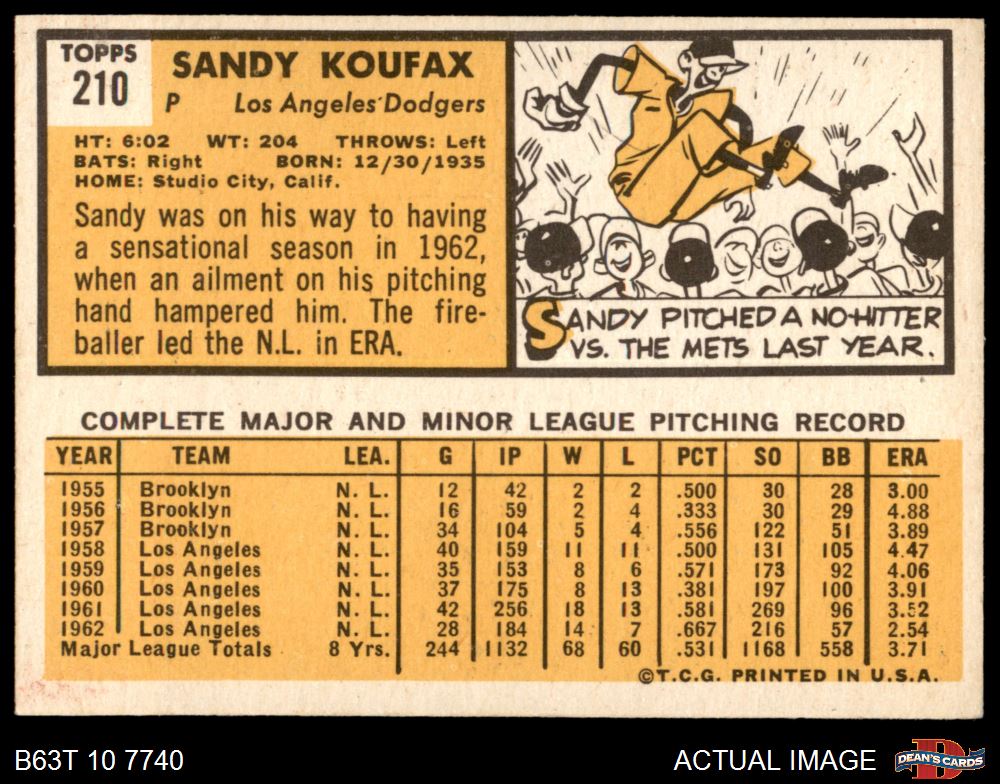 TOPPS
210
SANDY KOUFAX
P Los Angeles Dodgers
HT: 6:02 WT: 204 THROWS: Left
BATS: Right BORN: 12/30/1935
HOME: Studio City, Calif.
Sandy was on his way to having
a sensational season in 1962,
when an ailment on his pitching
hand hampered him. The fire-
baller led the N.L. in ERA.
SANDY PITCHED A NO-HITTER
VS. THE METS LAST YEAR.
COMPLETE MAJOR AND MINOR LEAGUE PITCHING RECORD
YEAR TEAM LEA. G IP W L PCT SO BB ERA
1955 Brooklyn N. L. 12 42 2 2 .500 30 28 3.00
1956 Brooklyn N. L. 16 59 2 4 .333 30 29 4.88
1957 Brooklyn N. L. 34 104 5 4 .556 122 51 3.89
1958 Los Angeles N. L. 40 159 11 11 .500 131 105 4.47
1959 Los Angeles N. L. 35 153 8 6 .571 173 92 4.06
1960 Los Angeles N. L. 37 175 8 13 .381 197 100 3.91
1961 Los Angeles N. L. 42 256 18 13 .581 269 96 3.52
1962 Los Angeles N. L. 28 184 14 7 .667 216 57 2.54
Major League Totals 8 Yrs. 244 1132 68 60 .531 1168 558 3.71
©T.C.G. PRINTED IN U.S.A.
B63T 10 7740 ACTUAL IMAGE
DEAN'S CARDS